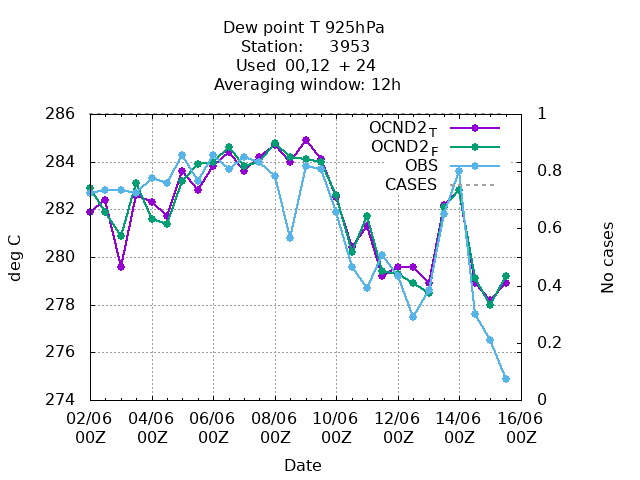 Dew point T 925hPa
Station: 3953
Used 00,12 + 24
Averaging window: 12h
286
284
282
280
278
276
274
deg C
1
0.8
0.6
0.4
0.2
0
No cases
OCND2T
OCND2F
OBS
CASES
02/06 04/06 06/06 08/06 10/06 12/06 14/06 16/06
00Z 00Z 00Z 00Z 00Z 00Z 00Z 00Z
Date